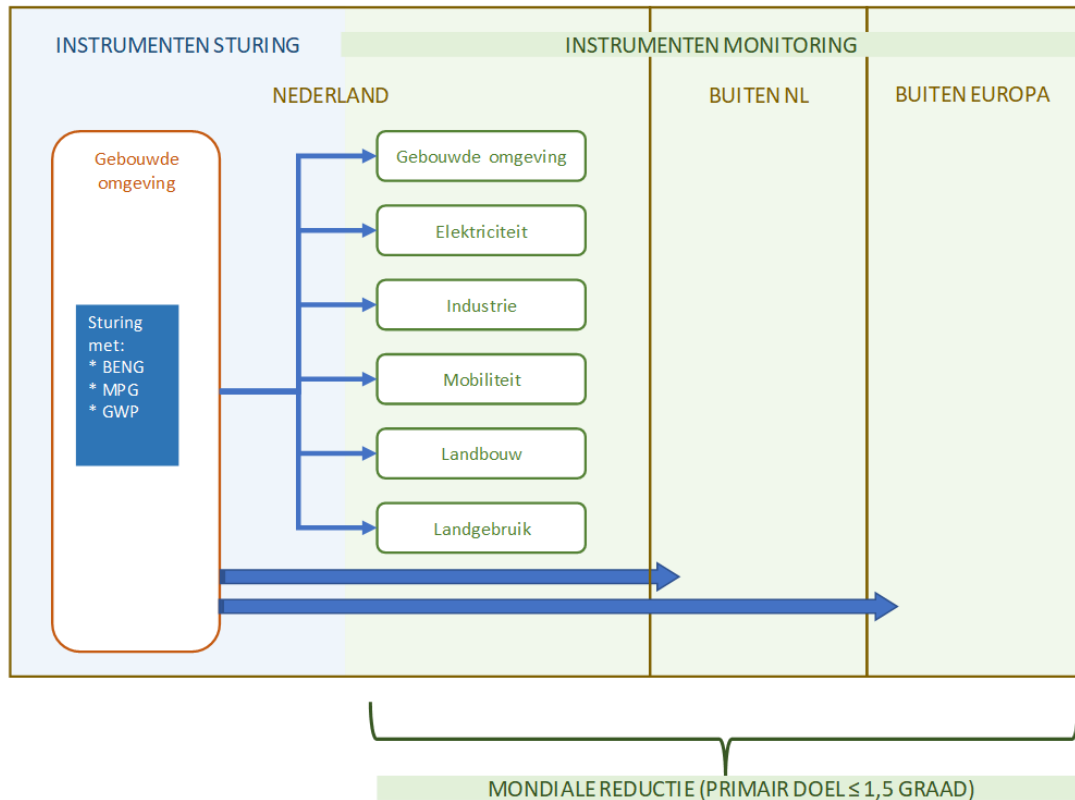 INSTRUMENTEN STURING
INSTRUMENTEN MONITORING
NEDERLAND
BUITEN NL
BUITEN EUROPA
Gebouwde
omgeving
Sturing
met:
* BENG
* MPG
* GWP
Gebouwde omgeving
Elektriciteit
Industrie
Mobiliteit
Landbouw
Landgebruik
MONDIALE REDUCTIE (PRIMAIR DOEL ≤ 1,5 GRAAD)